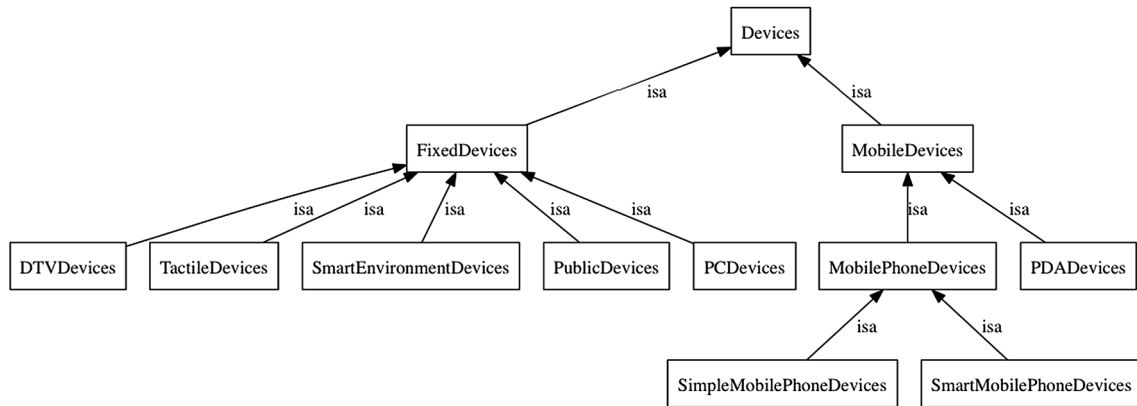 Devices
isa
isa
FixedDevices
MobileDevices
isa
isa
isa
isa
isa
isa
isa
DTVDevices
TactileDevices
SmartEnvironmentDevices
PublicDevices
PCDevices
MobilePhoneDevices
PDADevices
isa
isa
SimpleMobilePhoneDevices
SmartMobilePhoneDevices